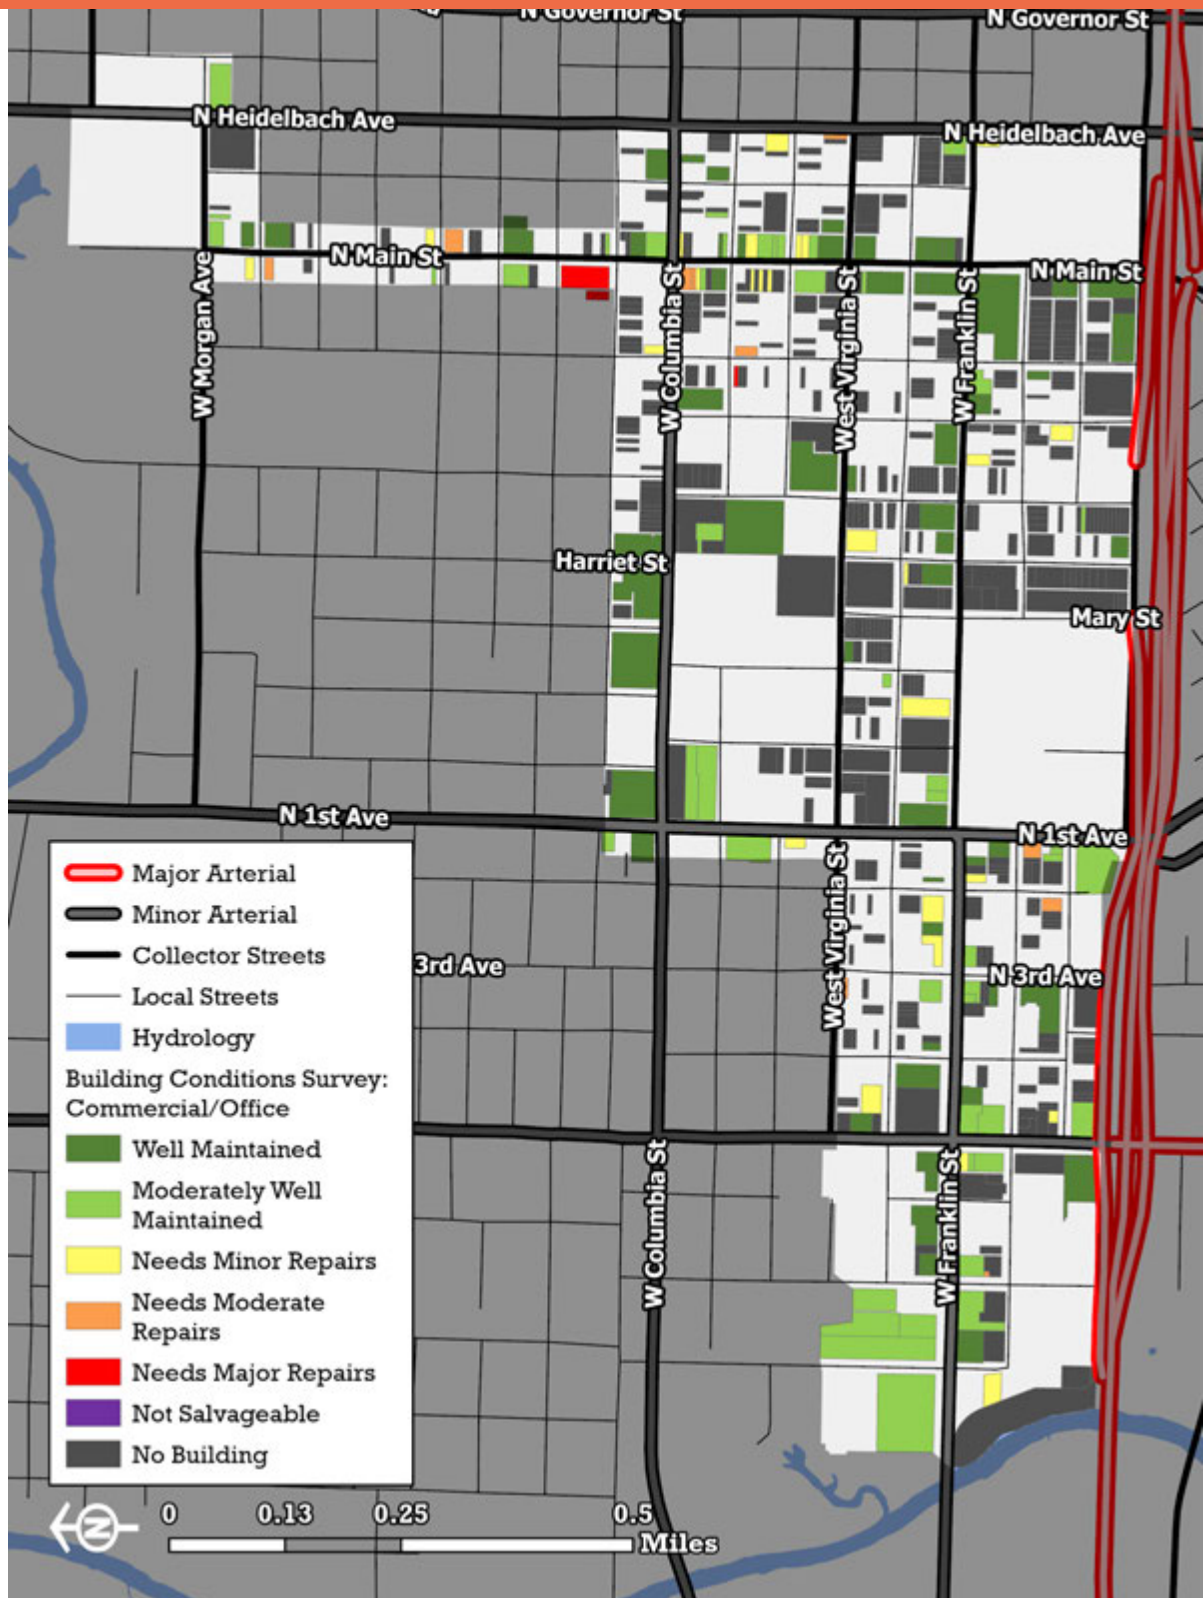 N Governor St
N Governor St
N Heidelbach Ave
N Heidelbach Ave
N Main St
N Main St
W Morgan Ave
W Columbia St
West Virginia St
W Franklin St
Harriet St
Mary St
N 1st Ave
N 1st Ave
West Virginia St
3rd Ave
N 3rd Ave
W Columbia St
W Franklin St
Major Arterial
Minor Arterial
Collector Streets
Local Streets
Hydrology
Building Conditions Survey:
Commercial/Office
Well Maintained
Moderately Well
Maintained
Needs Minor Repairs
Needs Moderate
Repairs
Needs Major Repairs
Not Salvageable
No Building
N
0 0.13 0.25 0.5
Miles